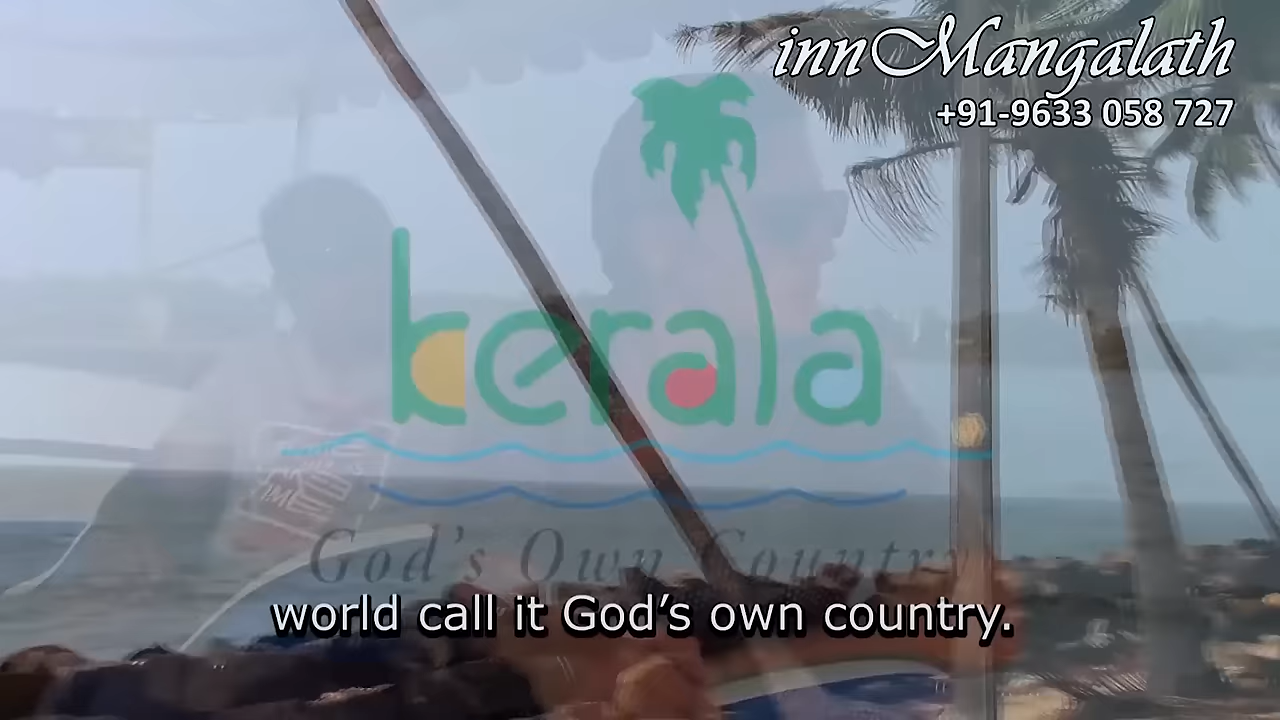 innMangalath
+91-9633 058 727
kerala
God's Own Country
world call it God’s own country.